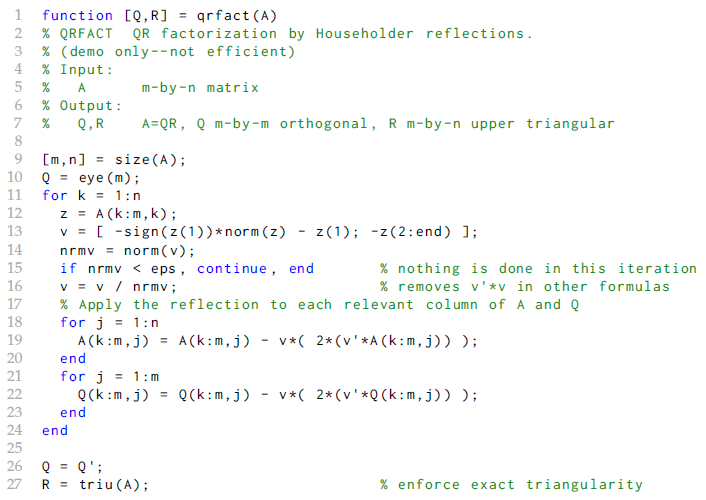 1 function [Q,R] = qrfact(A)
2 % QRFACT  QR factorization by Householder reflections.
3 % (demo only--not efficient)
4 % Input:
5 %   A      m-by-n matrix
6 % Output:
7 %   Q,R    A=QR, Q m-by-m orthogonal, R m-by-n upper triangular
8
9 [m,n] = size(A);
10 Q = eye(m);
11 for k = 1:n
12   z = A(k:m,k);
13   v = [ -sign(z(1))*norm(z) - z(1); -z(2:end) ];
14   nrmv = norm(v);
15   if nrmv < eps, continue, end       % nothing is done in this iteration
16   v = v / nrmv;                      % removes v'*v in other formulas
17   % Apply the reflection to each relevant column of A and Q
18   for j = 1:n
19     A(k:m,j) = A(k:m,j) - v*( 2*(v'*A(k:m,j)) );
20   end
21   for j = 1:m
22     Q(k:m,j) = Q(k:m,j) - v*( 2*(v'*Q(k:m,j)) );
23   end
24 end
25
26 Q = Q';
27 R = triu(A);                         % enforce exact triangularity